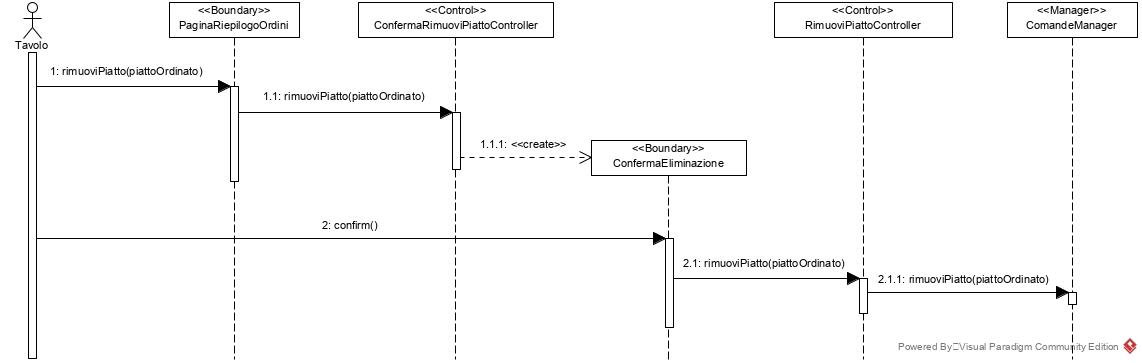 <<Boundary>>
PaginaRiepilogoOrdini
<<Control>>
ConfermaRimuoviPiattoController
<<Control>>
RimuoviPiattoController
<<Manager>>
ComandeManager
Tavolo
1: rimuoviPiatto(piattoOrdinato)
1.1: rimuoviPiatto(piattoOrdinato)
1.1.1: <<create>>
<<Boundary>>
ConfermaEliminazione
2: confirm()
2.1: rimuoviPiatto(piattoOrdinato)
2.1.1: rimuoviPiatto(piattoOrdinato)
Powered By Visual Paradigm Community Edition